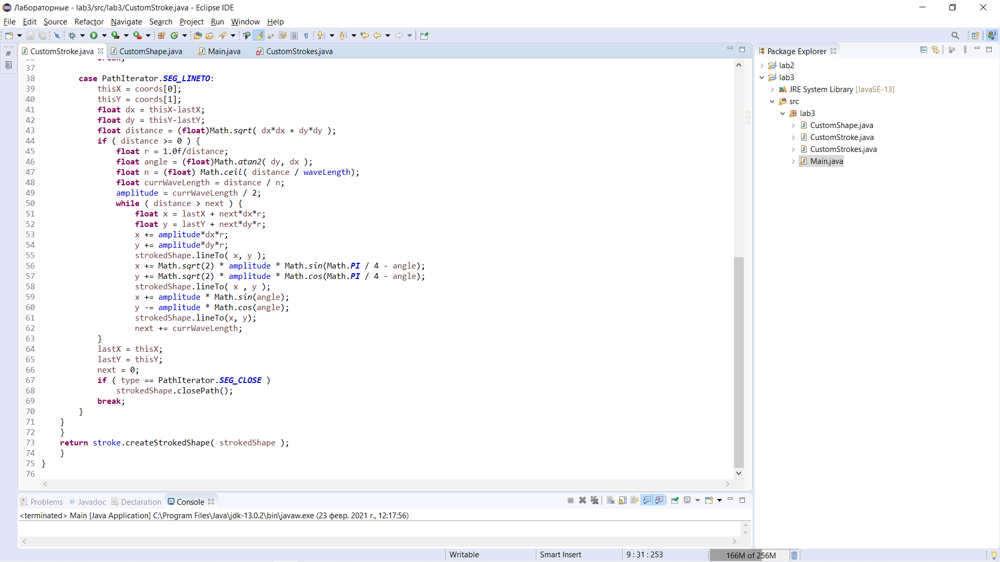 Лабораторные - lab3/src/lab3/CustomStroke.java - Eclipse IDE
File Edit Source Refactor Navigate Search Project Run Window Help
CustomStroke.java CustomShape.java Main.java CustomStrokes.java
36 break;
37
38 case PathIterator.SEG_LINETO:
39 thisX = coords[0];
40 thisY = coords[1];
41 float dx = thisX-lastX;
42 float dy = thisY-lastY;
43 float distance = (float)Math.sqrt( dx*dx + dy*dy );
44 if ( distance >= 0 ) {
45 float r = 1.0f/distance;
46 float angle = (float)Math.atan2( dy, dx );
47 float n = (float) Math.ceil( distance / waveLength);
48 float currWaveLength = distance / n;
49 amplitude = currWaveLength / 2;
50 while ( distance > next ) {
51 float x = lastX + next*dx*r;
52 float y = lastY + next*dy*r;
53 x += amplitude*dx*r;
54 y += amplitude*dy*r;
55 strokedShape.lineTo( x, y );
56 x += Math.sqrt(2) * amplitude * Math.sin(Math.PI / 4 - angle);
57 y += Math.sqrt(2) * amplitude * Math.cos(Math.PI / 4 - angle);
58 strokedShape.lineTo( x , y );
59 x += amplitude * Math.sin(angle);
60 y -= amplitude * Math.cos(angle);
61 strokedShape.lineTo(x, y);
62 next += currWaveLength;
63 }
64 lastX = thisX;
65 lastY = thisY;
66 next = 0;
67 if ( type == PathIterator.SEG_CLOSE )
68 strokedShape.closePath();
69 break;
70 }
71 }
72 }
73 return stroke.createStrokedShape( strokedShape );
74 }
75 }
76
Package Explorer
lab2
lab3
JRE System Library [JavaSE-13]
src
lab3
CustomShape.java
CustomStroke.java
CustomStrokes.java
Main.java
Problems @ Javadoc Declaration Console
<terminated> Main [Java Application] C:\Program Files\Java\jdk-13.0.2\bin\javaw.exe (23 февр. 2021 г., 12:17:56)
Writable Smart Insert 9 : 31 : 253 166M of 256M